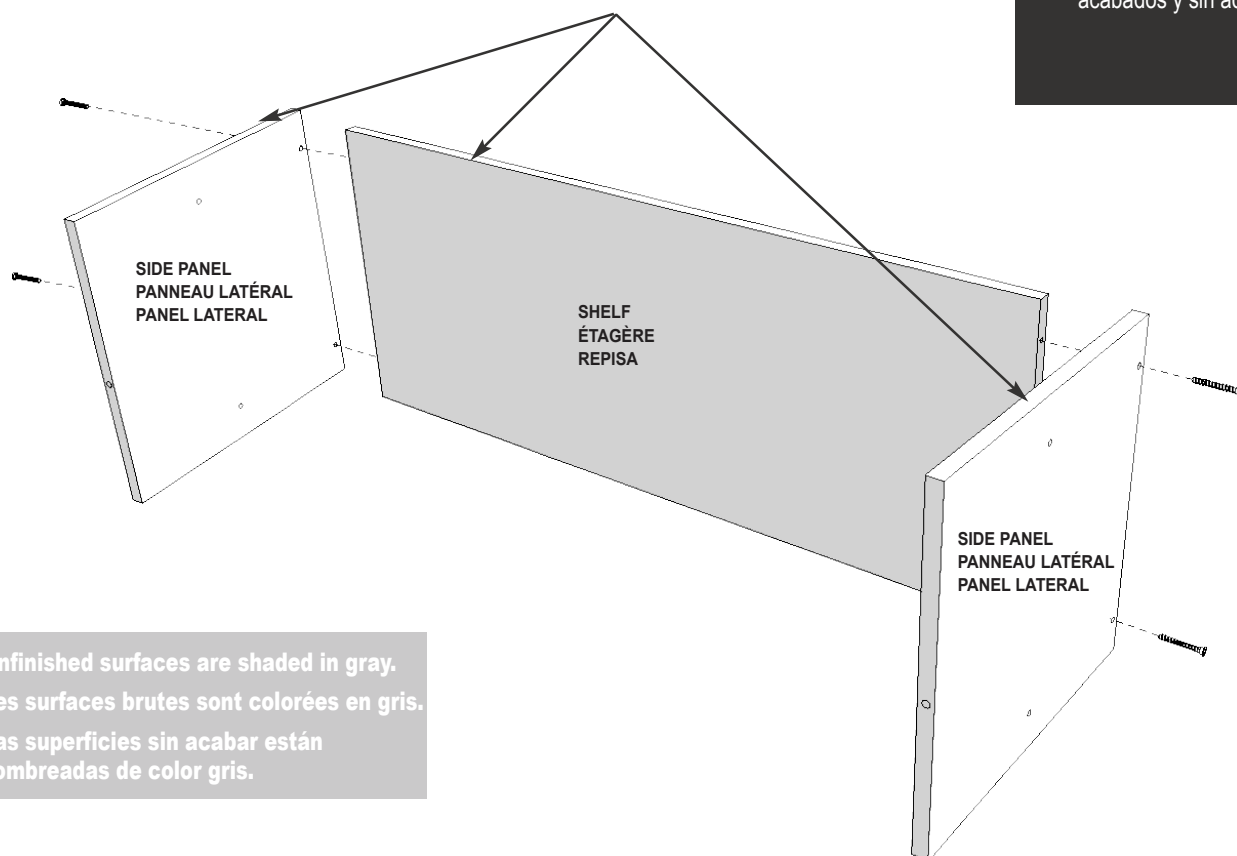 acabados y sin
SIDE PANEL
PANNEAU LATÉRAL
PANEL LATERAL
SHELF
ÉTAGÈRE
REPISA
SIDE PANEL
PANNEAU LATÉRAL
PANEL LATERAL
nfinished surfaces are shaded in gray.
es surfaces brutes sont colorées en gris.
as superficies sin acabar están
ombreadas de color gris.